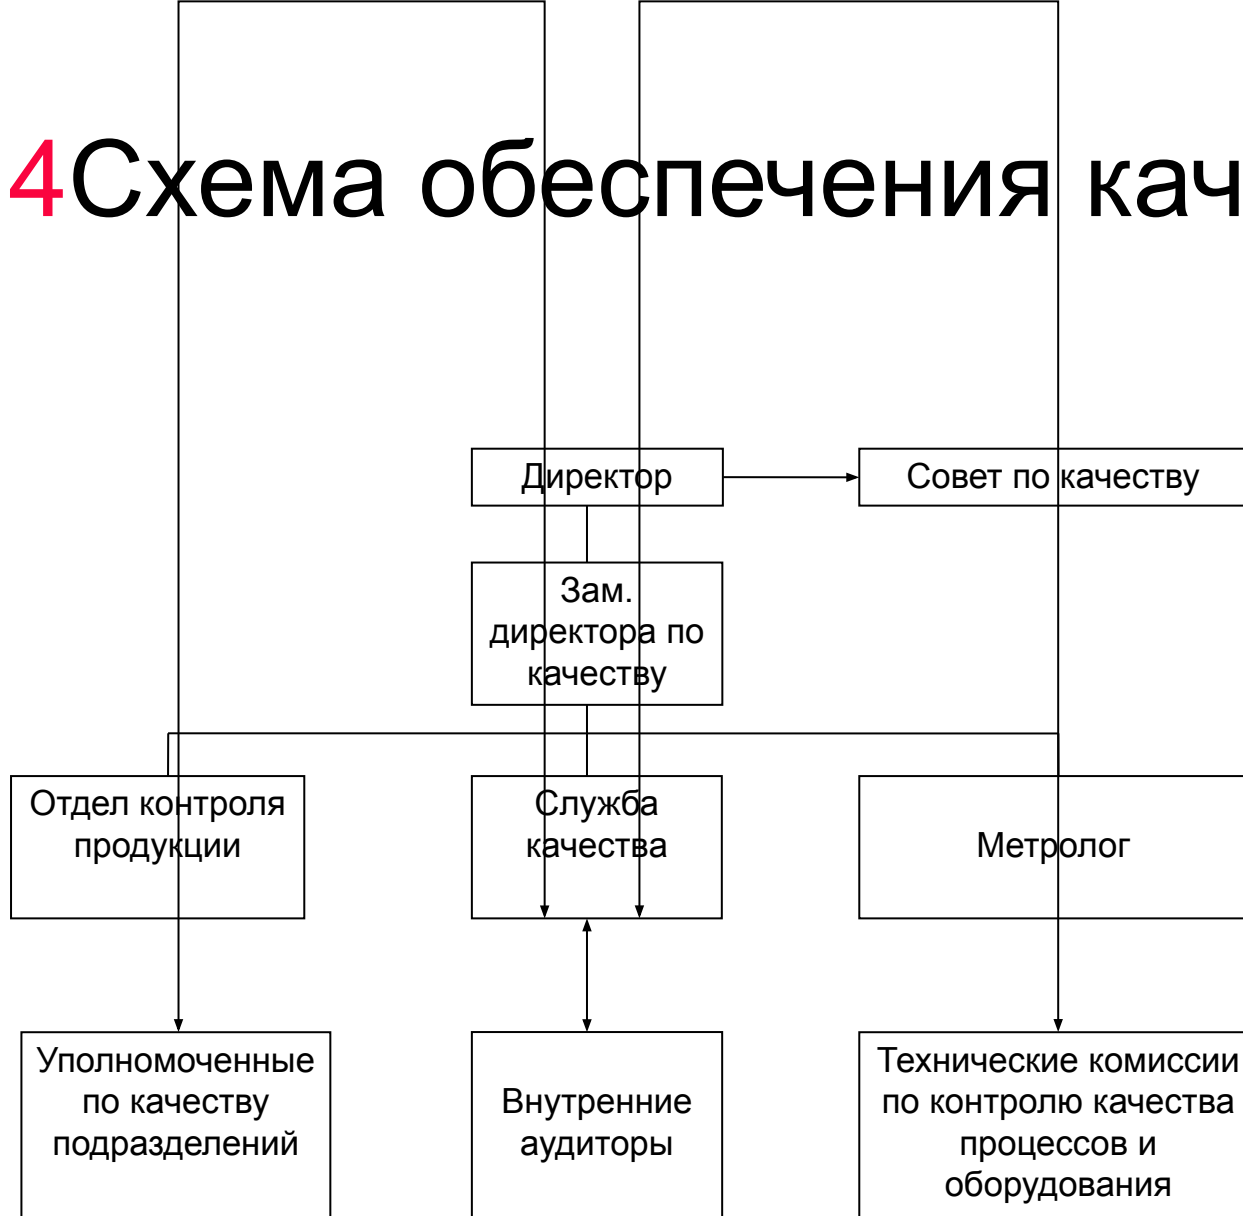 4Схема обеспечения кач
Директор
Совет по качеству
Зам.
директора по
качеству
Отдел контроля
продукции
Служба
качества
Метролог
Уполномоченные
по качеству
подразделений
Внутренние
аудиторы
Технические комиссии
по контролю качества
процессов и
оборудования